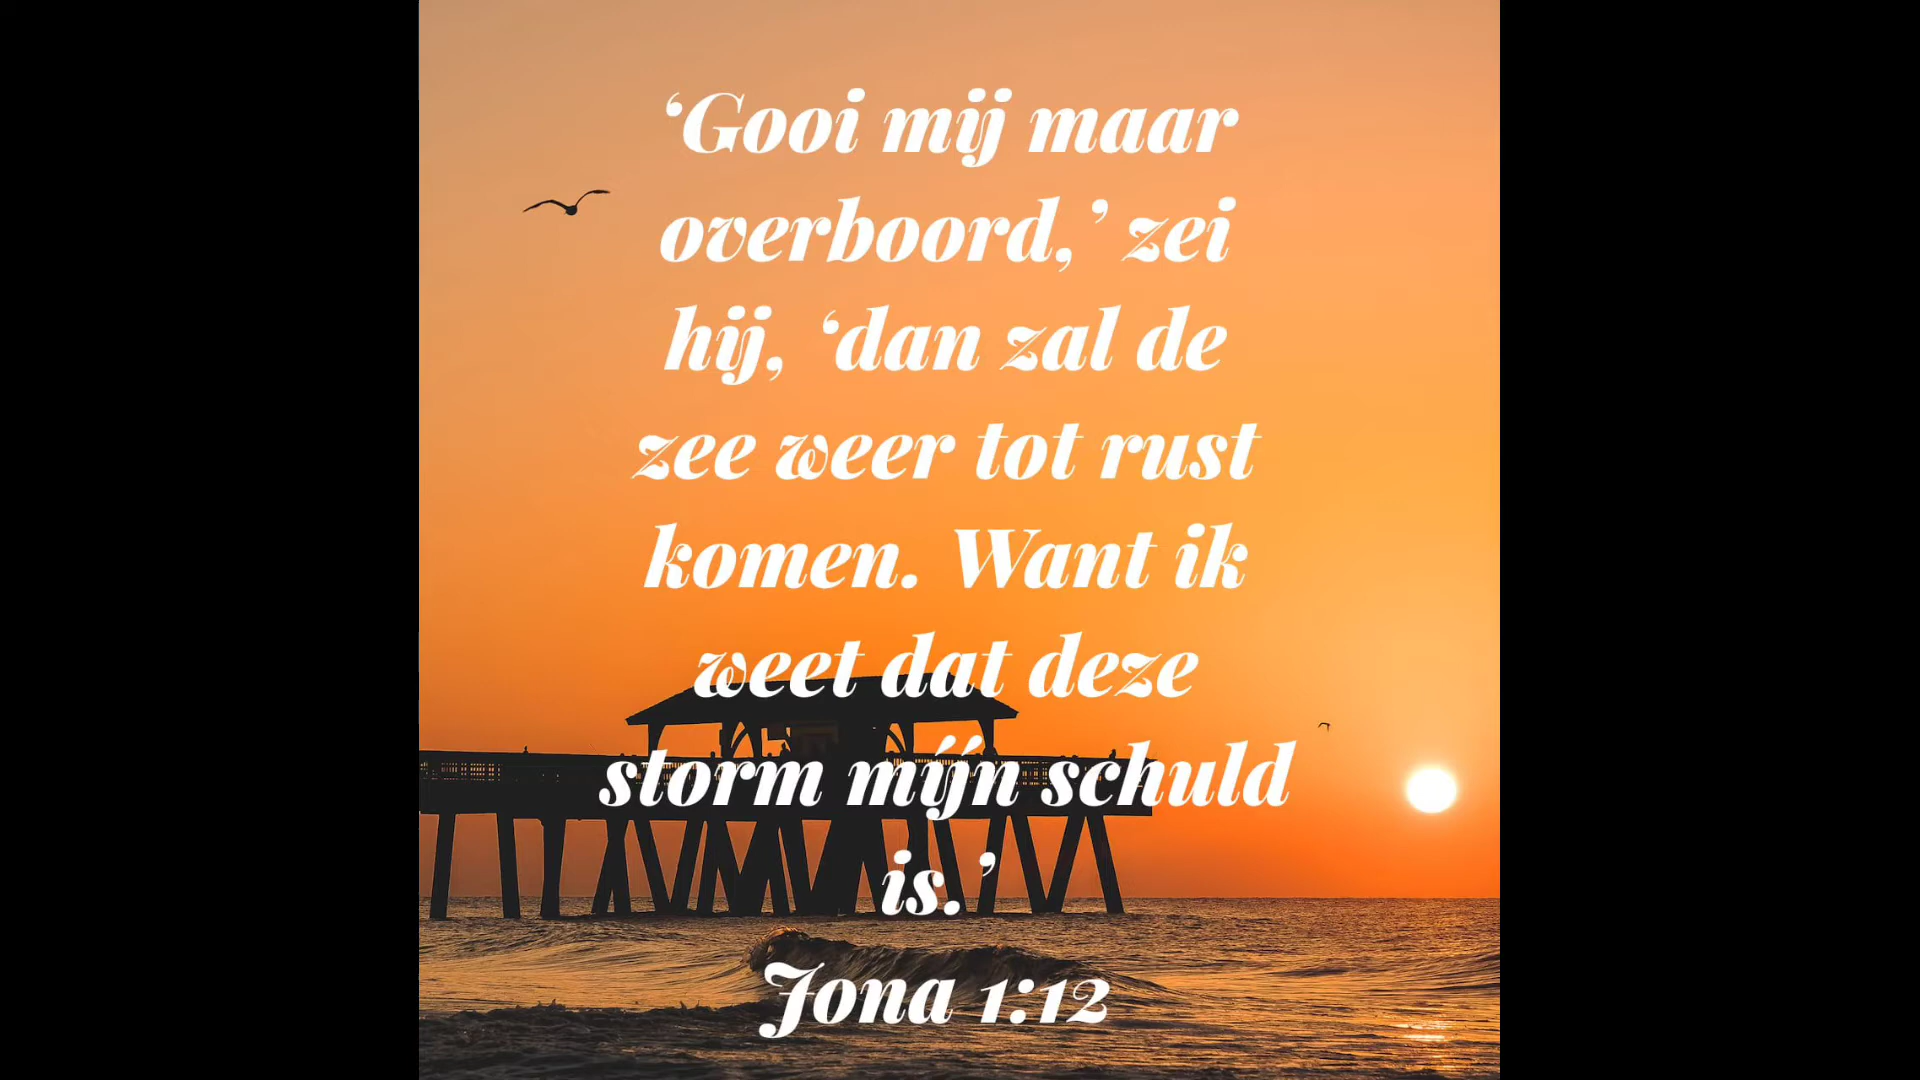 ‘Gooi mij maar
overboord,’ zei
hij, ‘dan zal de
zee weer tot rust
komen. Want ik
weet dat deze
storm míjn schuld
is.’
Jona 1:12